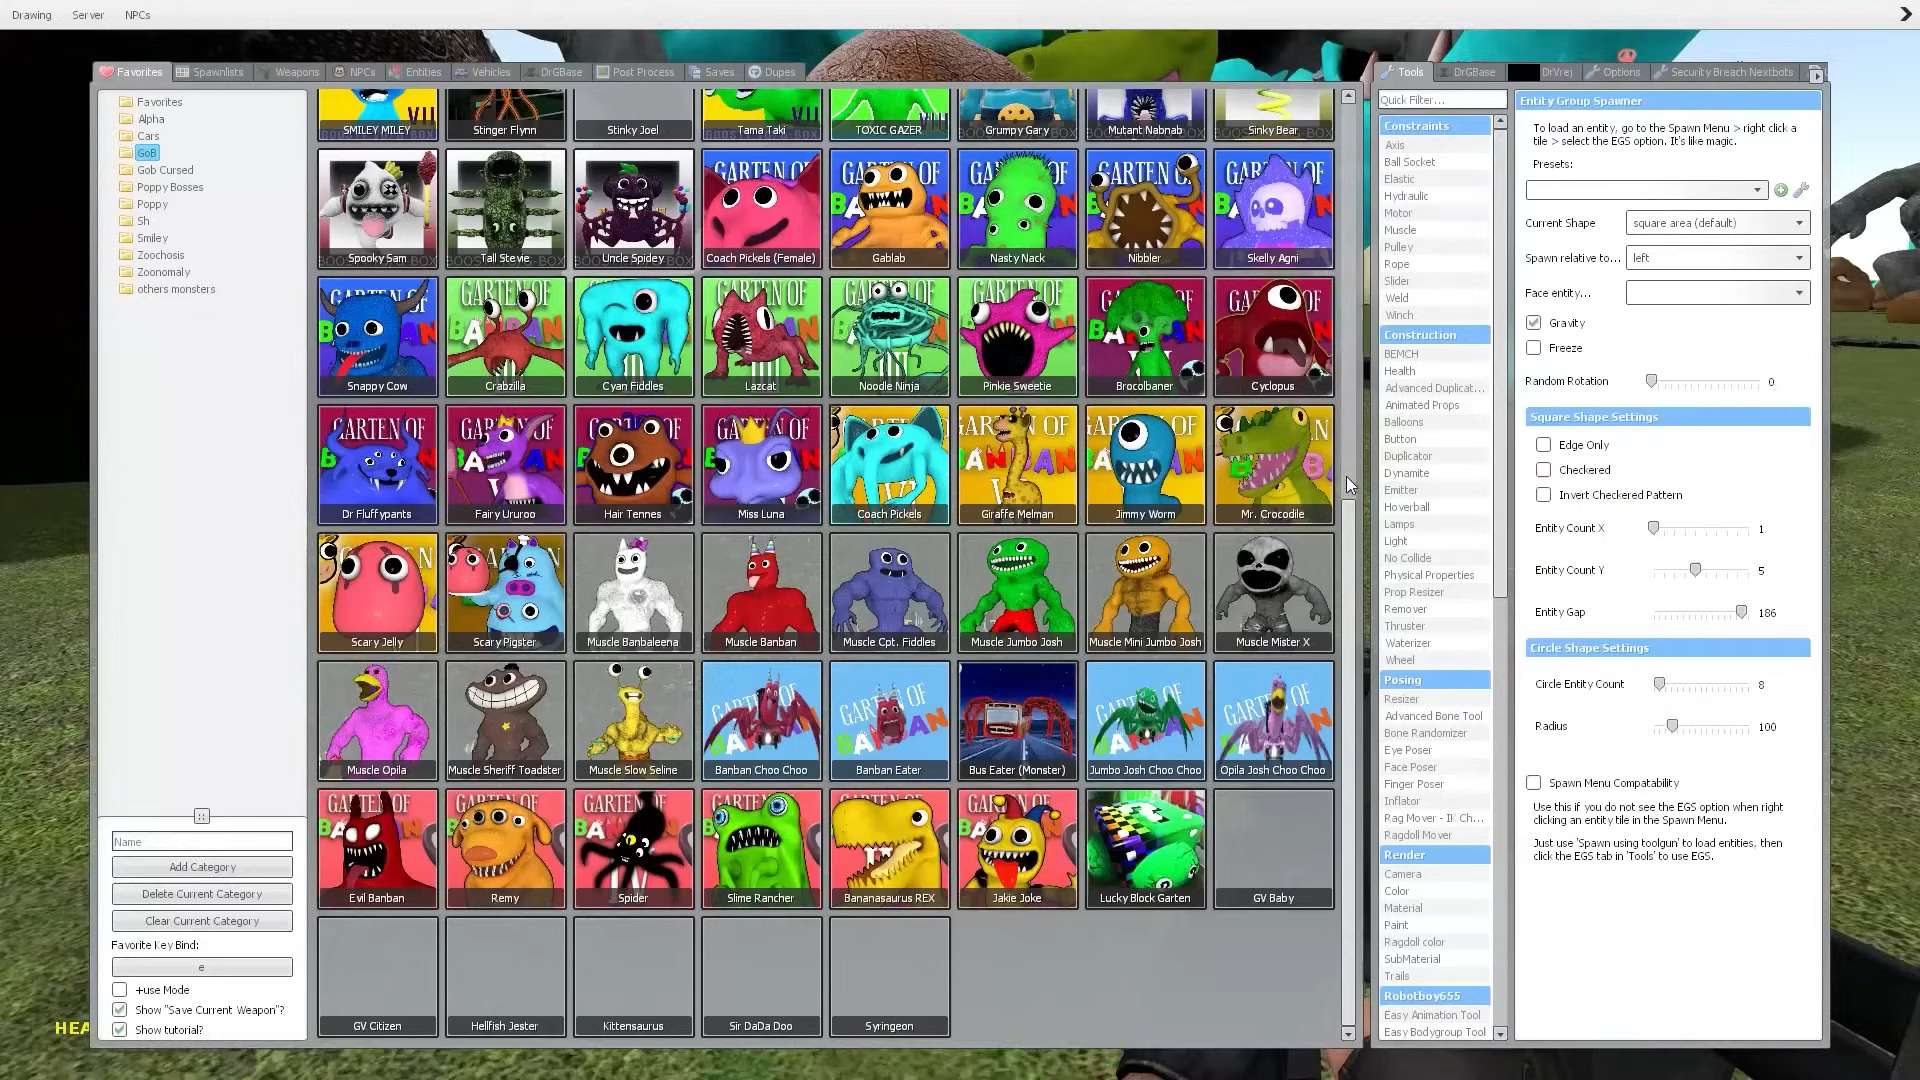 Drawing Server NPCs
Favorites Spawnlists Weapons NPCs Entities Vehicles DrGBase Post Process Saves Dupes
Tools DrGBase DrVrej Options Security Breach Nextbots
Favorites
Alpha
Cars
GoB
Gob Cursed
Poppy Bosses
Poppy
Sh
Smiley
Zoochosis
Zoonomaly
others monsters
Name
Add Category
Delete Current Category
Clear Current Category
Favorite Key Bind:
e
+use Mode
Show "Save Current Weapon"?
Show tutorial?
HEA
SMILEY MILEY Stinger Flynn Stinky Joel Tama Taki TOXIC GAZER Grumpy Gary Mutant Nabnab Sinky Bear
Spooky Sam Tall Stevie Uncle Spidey Coach Pickels (Female) Gablab Nasty Nack Nibbler Skelly Agni
Snappy Cow Crabzilla Cyan Fiddles Lazcat Noodle Ninja Pinkie Sweetie Brocolbaner Cyclopus
Dr Fluffypants Fairy Ururoo Hair Tennes Miss Luna Coach Pickels Giraffe Melman Jimmy Worm Mr. Crocodile
Scary Jelly Scary Pigster Muscle Banbaleena Muscle Banban Muscle Cpt. Fiddles Muscle Jumbo Josh Muscle Mini Jumbo Josh Muscle Mister X
Muscle Opila Muscle Sheriff Toadster Muscle Slow Seline Banban Choo Choo Banban Eater Bus Eater (Monster) Jumbo Josh Choo Choo Opila Josh Choo Choo
Evil Banban Remy Spider Slime Rancher Bananasaurus REX Jakie Joke Lucky Block Garten GV Baby
GV Citizen Hellfish Jester Kittensaurus Sir DaDa Doo Syringeon
Quick Filter...
Constraints
Axis
Ball Socket
Elastic
Hydraulic
Motor
Muscle
Pulley
Rope
Slider
Weld
Winch
Construction
BEMCH
Health
Advanced Duplicat...
Animated Props
Balloons
Button
Duplicator
Dynamite
Emitter
Hoverball
Lamps
Light
No Collide
Physical Properties
Prop Resizer
Remover
Thruster
Waterizer
Wheel
Posing
Resizer
Advanced Bone Tool
Bone Randomizer
Eye Poser
Face Poser
Finger Poser
Inflator
Rag Mover - IK Ch...
Ragdoll Mover
Render
Camera
Color
Material
Paint
Ragdoll color
SubMaterial
Trails
Robotboy655
Easy Animation Tool
Easy Bodygroup Tool
Entity Group Spawner
To load an entity, go to the Spawn Menu > right click a
tile > select the EGS option. It's like magic.
Presets:
Current Shape square area (default)
Spawn relative to... left
Face entity...
Gravity
Freeze
Random Rotation 0
Square Shape Settings
Edge Only
Checkered
Invert Checkered Pattern
Entity Count X 1
Entity Count Y 5
Entity Gap 186
Circle Shape Settings
Circle Entity Count 8
Radius 100
Spawn Menu Compatability
Use this if you do not see the EGS option when right
clicking an entity tile in the Spawn Menu.
Just use 'Spawn using toolgun' to load entities, then
click the EGS tab in 'Tools' to use EGS.